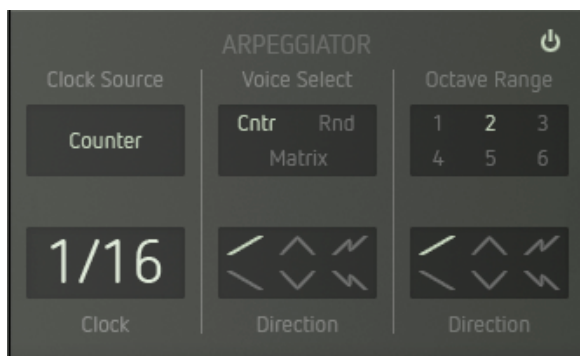 ARPEGGIATOR
Clock Source
Voice Select
Octave Range
Counter
Cntr Rnd
Matrix
1 2 3
4 5 6
1/16
Clock
Direction
Direction